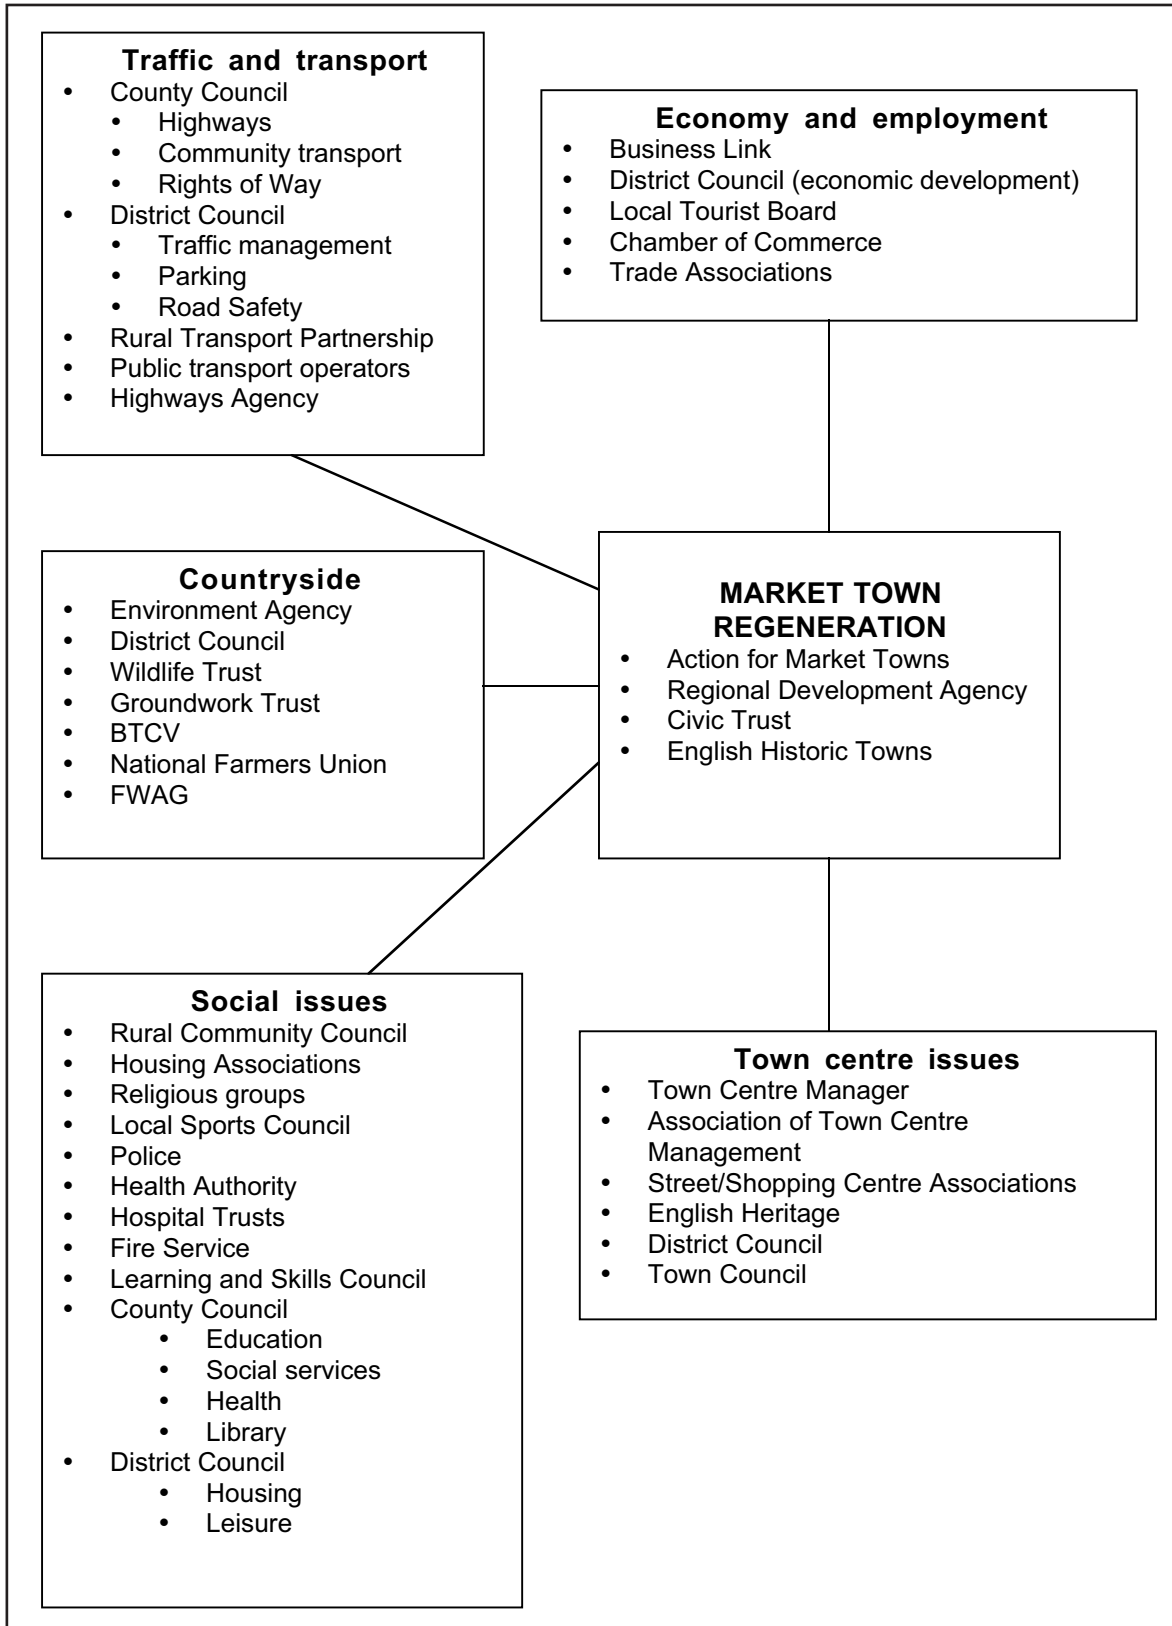 Traffic and transport
• County Council
• Highways
• Community transport
• Rights of Way
• District Council
• Traffic management
• Parking
• Road Safety
• Rural Transport Partnership
• Public transport operators
• Highways Agency
Economy and employment
• Business Link
• District Council (economic development)
• Local Tourist Board
• Chamber of Commerce
• Trade Associations
Countryside
• Environment Agency
• District Council
• Wildlife Trust
• Groundwork Trust
• BTCV
• National Farmers Union
• FWAG
MARKET TOWN
REGENERATION
• Action for Market Towns
• Regional Development Agency
• Civic Trust
• English Historic Towns
Social issues
• Rural Community Council
• Housing Associations
• Religious groups
• Local Sports Council
• Police
• Health Authority
• Hospital Trusts
• Fire Service
• Learning and Skills Council
• County Council
• Education
• Social services
• Health
• Library
• District Council
• Housing
• Leisure
Town centre issues
• Town Centre Manager
• Association of Town Centre
Management
• Street/Shopping Centre Associations
• English Heritage
• District Council
• Town Council